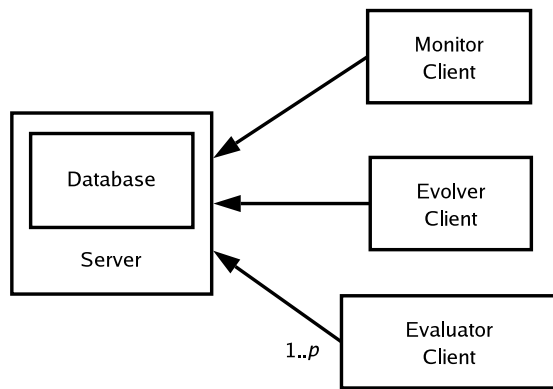 Monitor
Client
Database
Server
Evolver
Client
Evaluator
Client
1..p